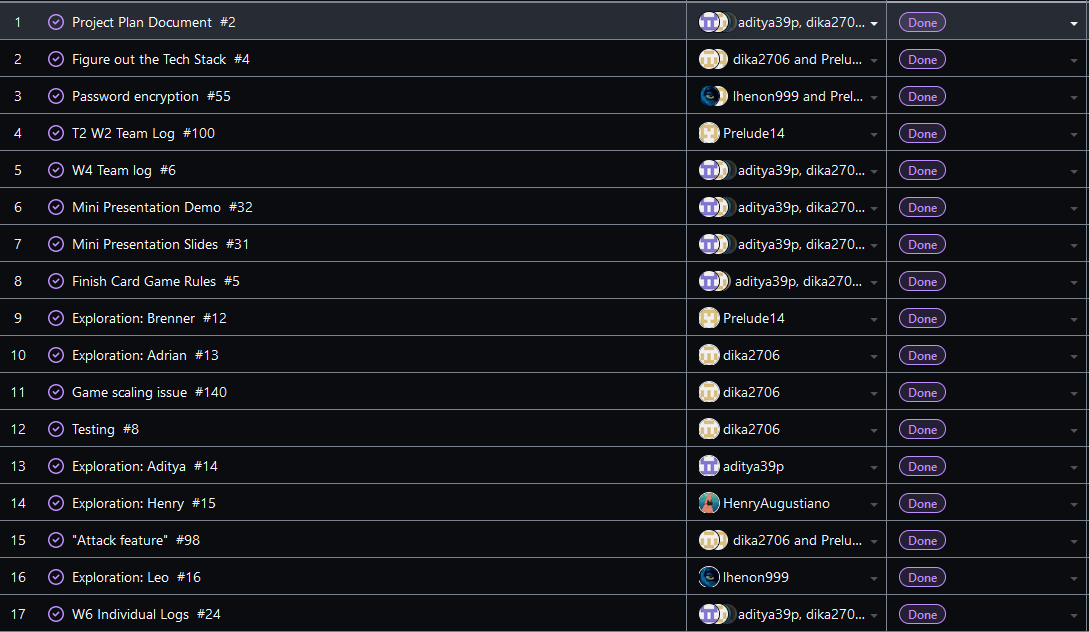 1 Project Plan Document #2 aditya39p, dika270... Done
2 Figure out the Tech Stack #4 dika2706 and Prelu... Done
3 Password encryption #55 lhenon999 and Prel... Done
4 T2 W2 Team Log #100 Prelude14 Done
5 W4 Team log #6 aditya39p, dika270... Done
6 Mini Presentation Demo #32 aditya39p, dika270... Done
7 Mini Presentation Slides #31 aditya39p, dika270... Done
8 Finish Card Game Rules #5 aditya39p, dika270... Done
9 Exploration: Brenner #12 Prelude14 Done
10 Exploration: Adrian #13 dika2706 Done
11 Game scaling issue #140 dika2706 Done
12 Testing #8 dika2706 Done
13 Exploration: Aditya #14 aditya39p Done
14 Exploration: Henry #15 HenryAugustiano Done
15 "Attack feature" #98 dika2706 and Prelu... Done
16 Exploration: Leo #16 lhenon999 Done
17 W6 Individual Logs #24 aditya39p, dika270... Done